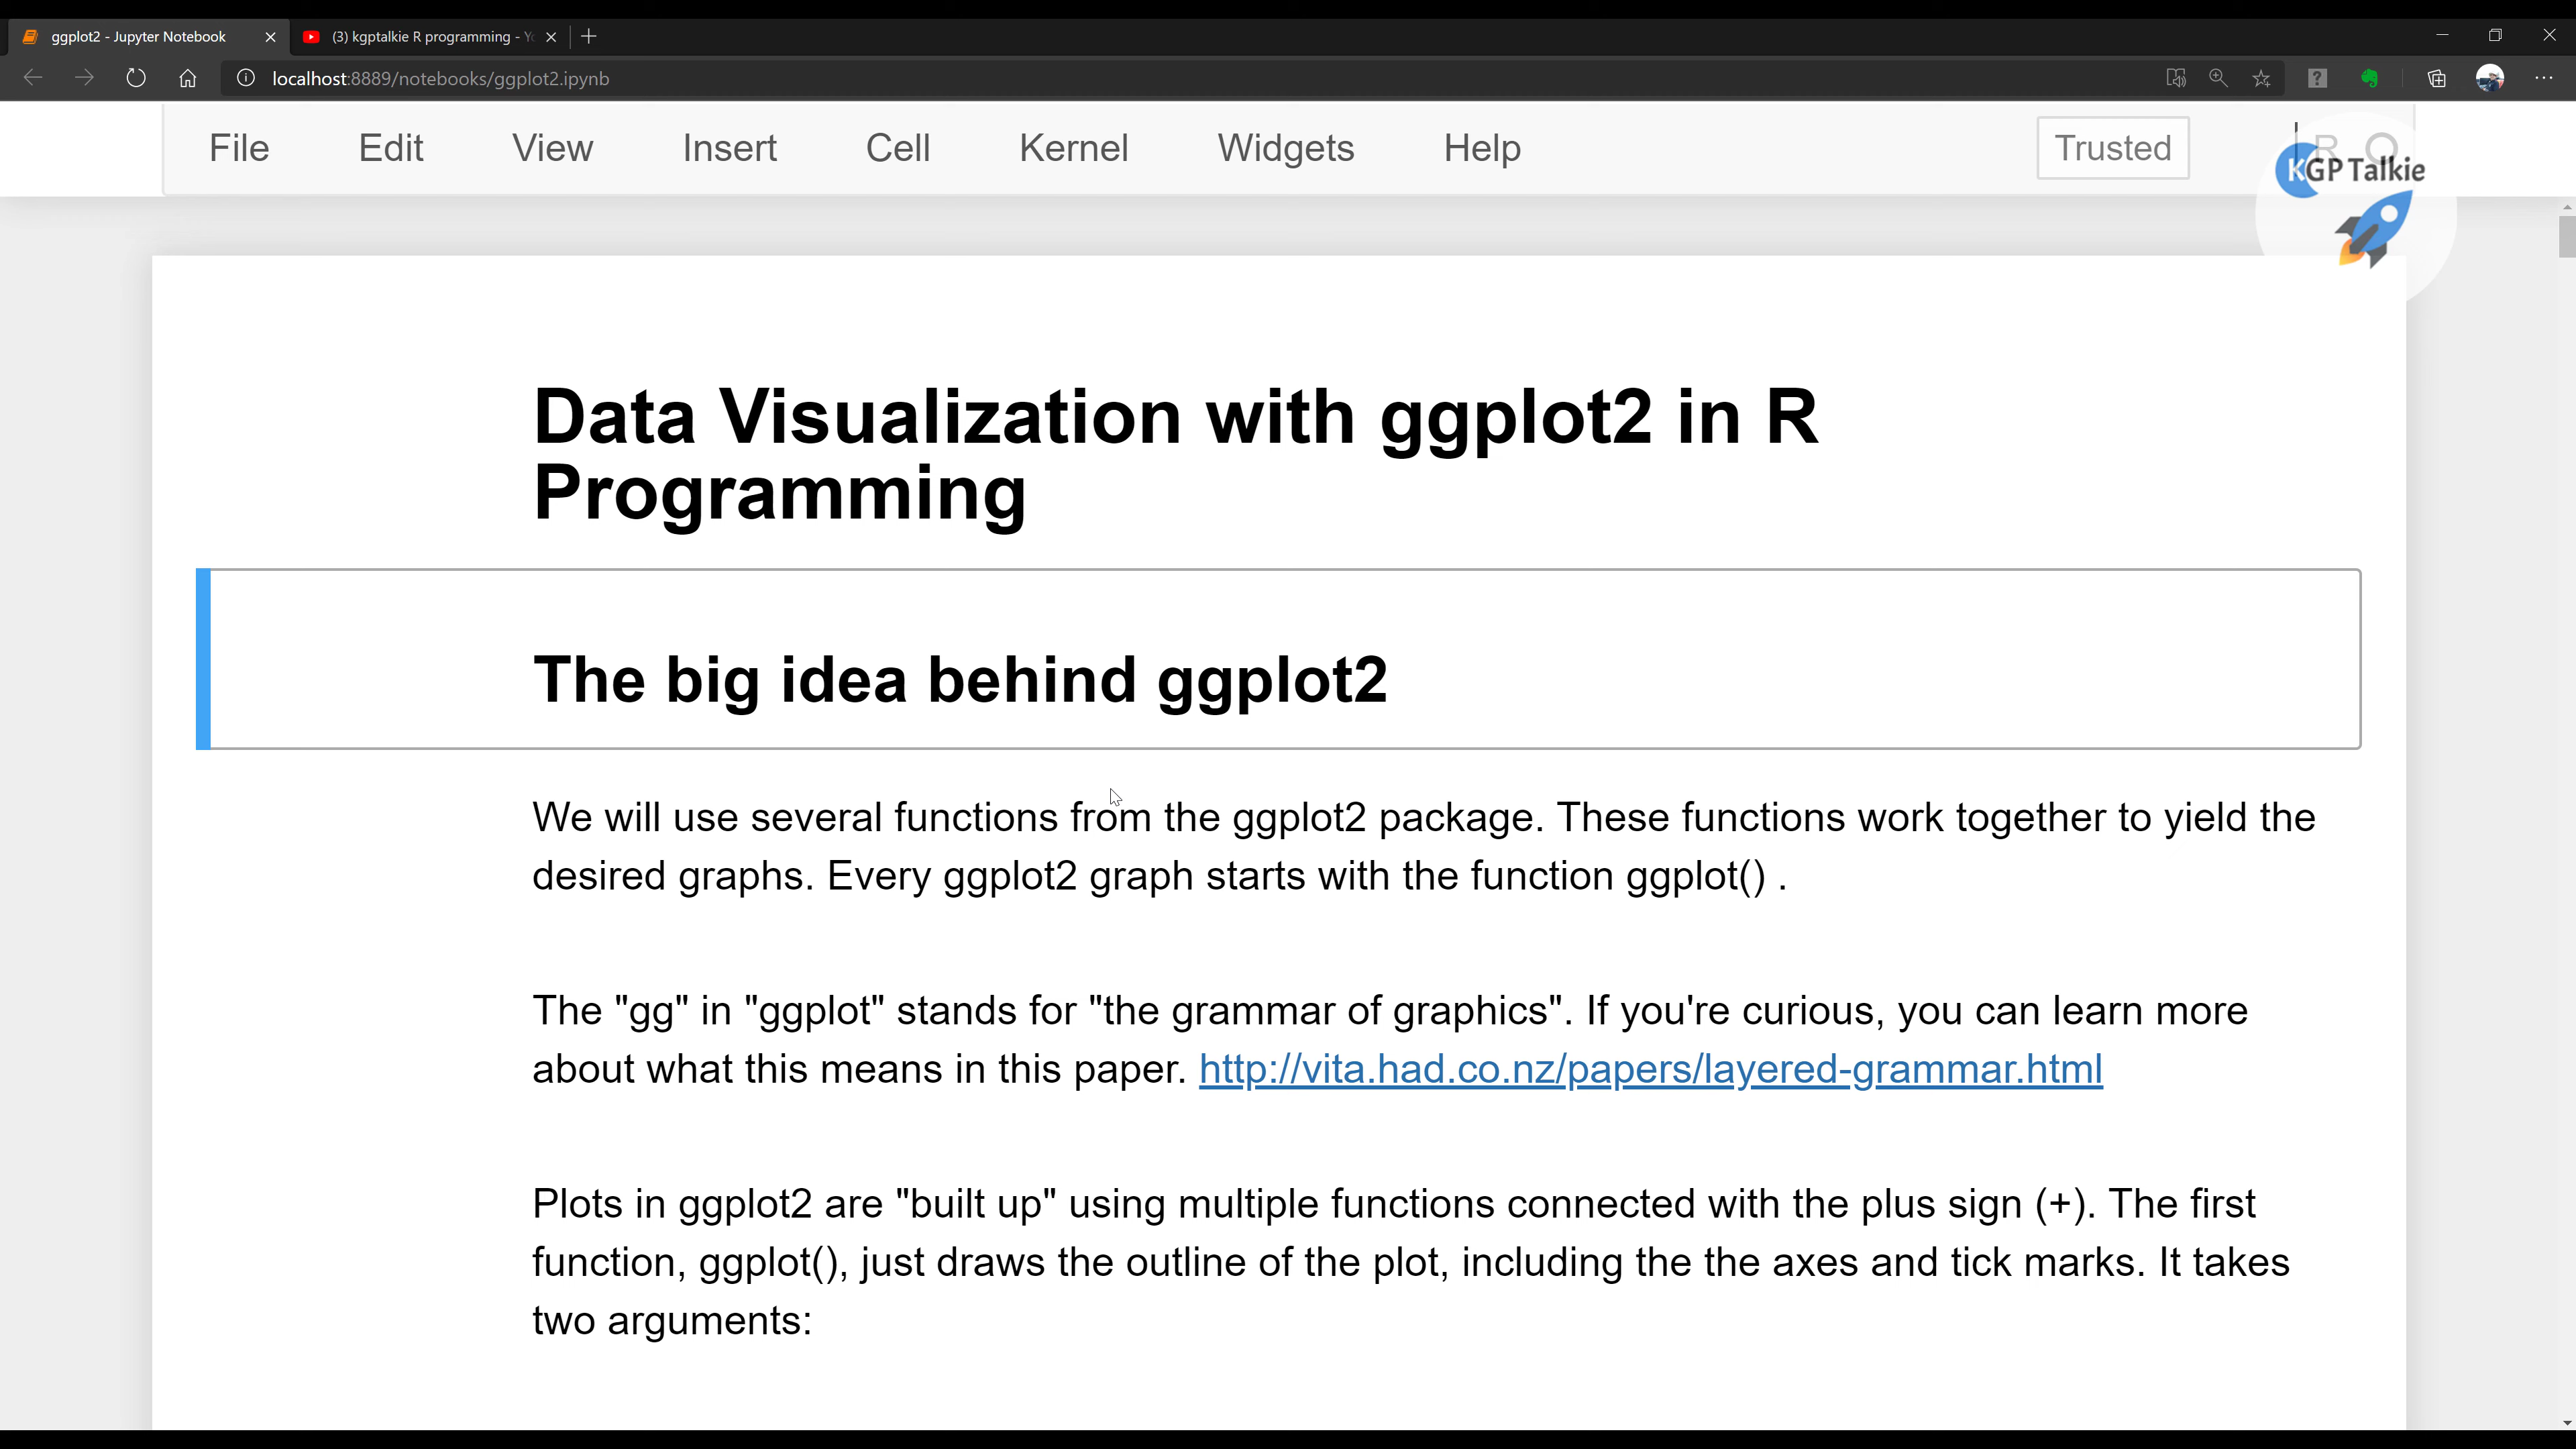 ggplot2 - Jupyter Notebook
(3) kgptalkie R programming - Yo
localhost:8889/notebooks/ggplot2.ipynb
File Edit View Insert Cell Kernel Widgets Help Trusted R
KGP Talkie
Data Visualization with ggplot2 in R
Programming
The big idea behind ggplot2
We will use several functions from the ggplot2 package. These functions work together to yield the
desired graphs. Every ggplot2 graph starts with the function ggplot() .
The "gg" in "ggplot" stands for "the grammar of graphics". If you're curious, you can learn more
about what this means in this paper. http://vita.had.co.nz/papers/layered-grammar.html
Plots in ggplot2 are "built up" using multiple functions connected with the plus sign (+). The first
function, ggplot(), just draws the outline of the plot, including the the axes and tick marks. It takes
two arguments: